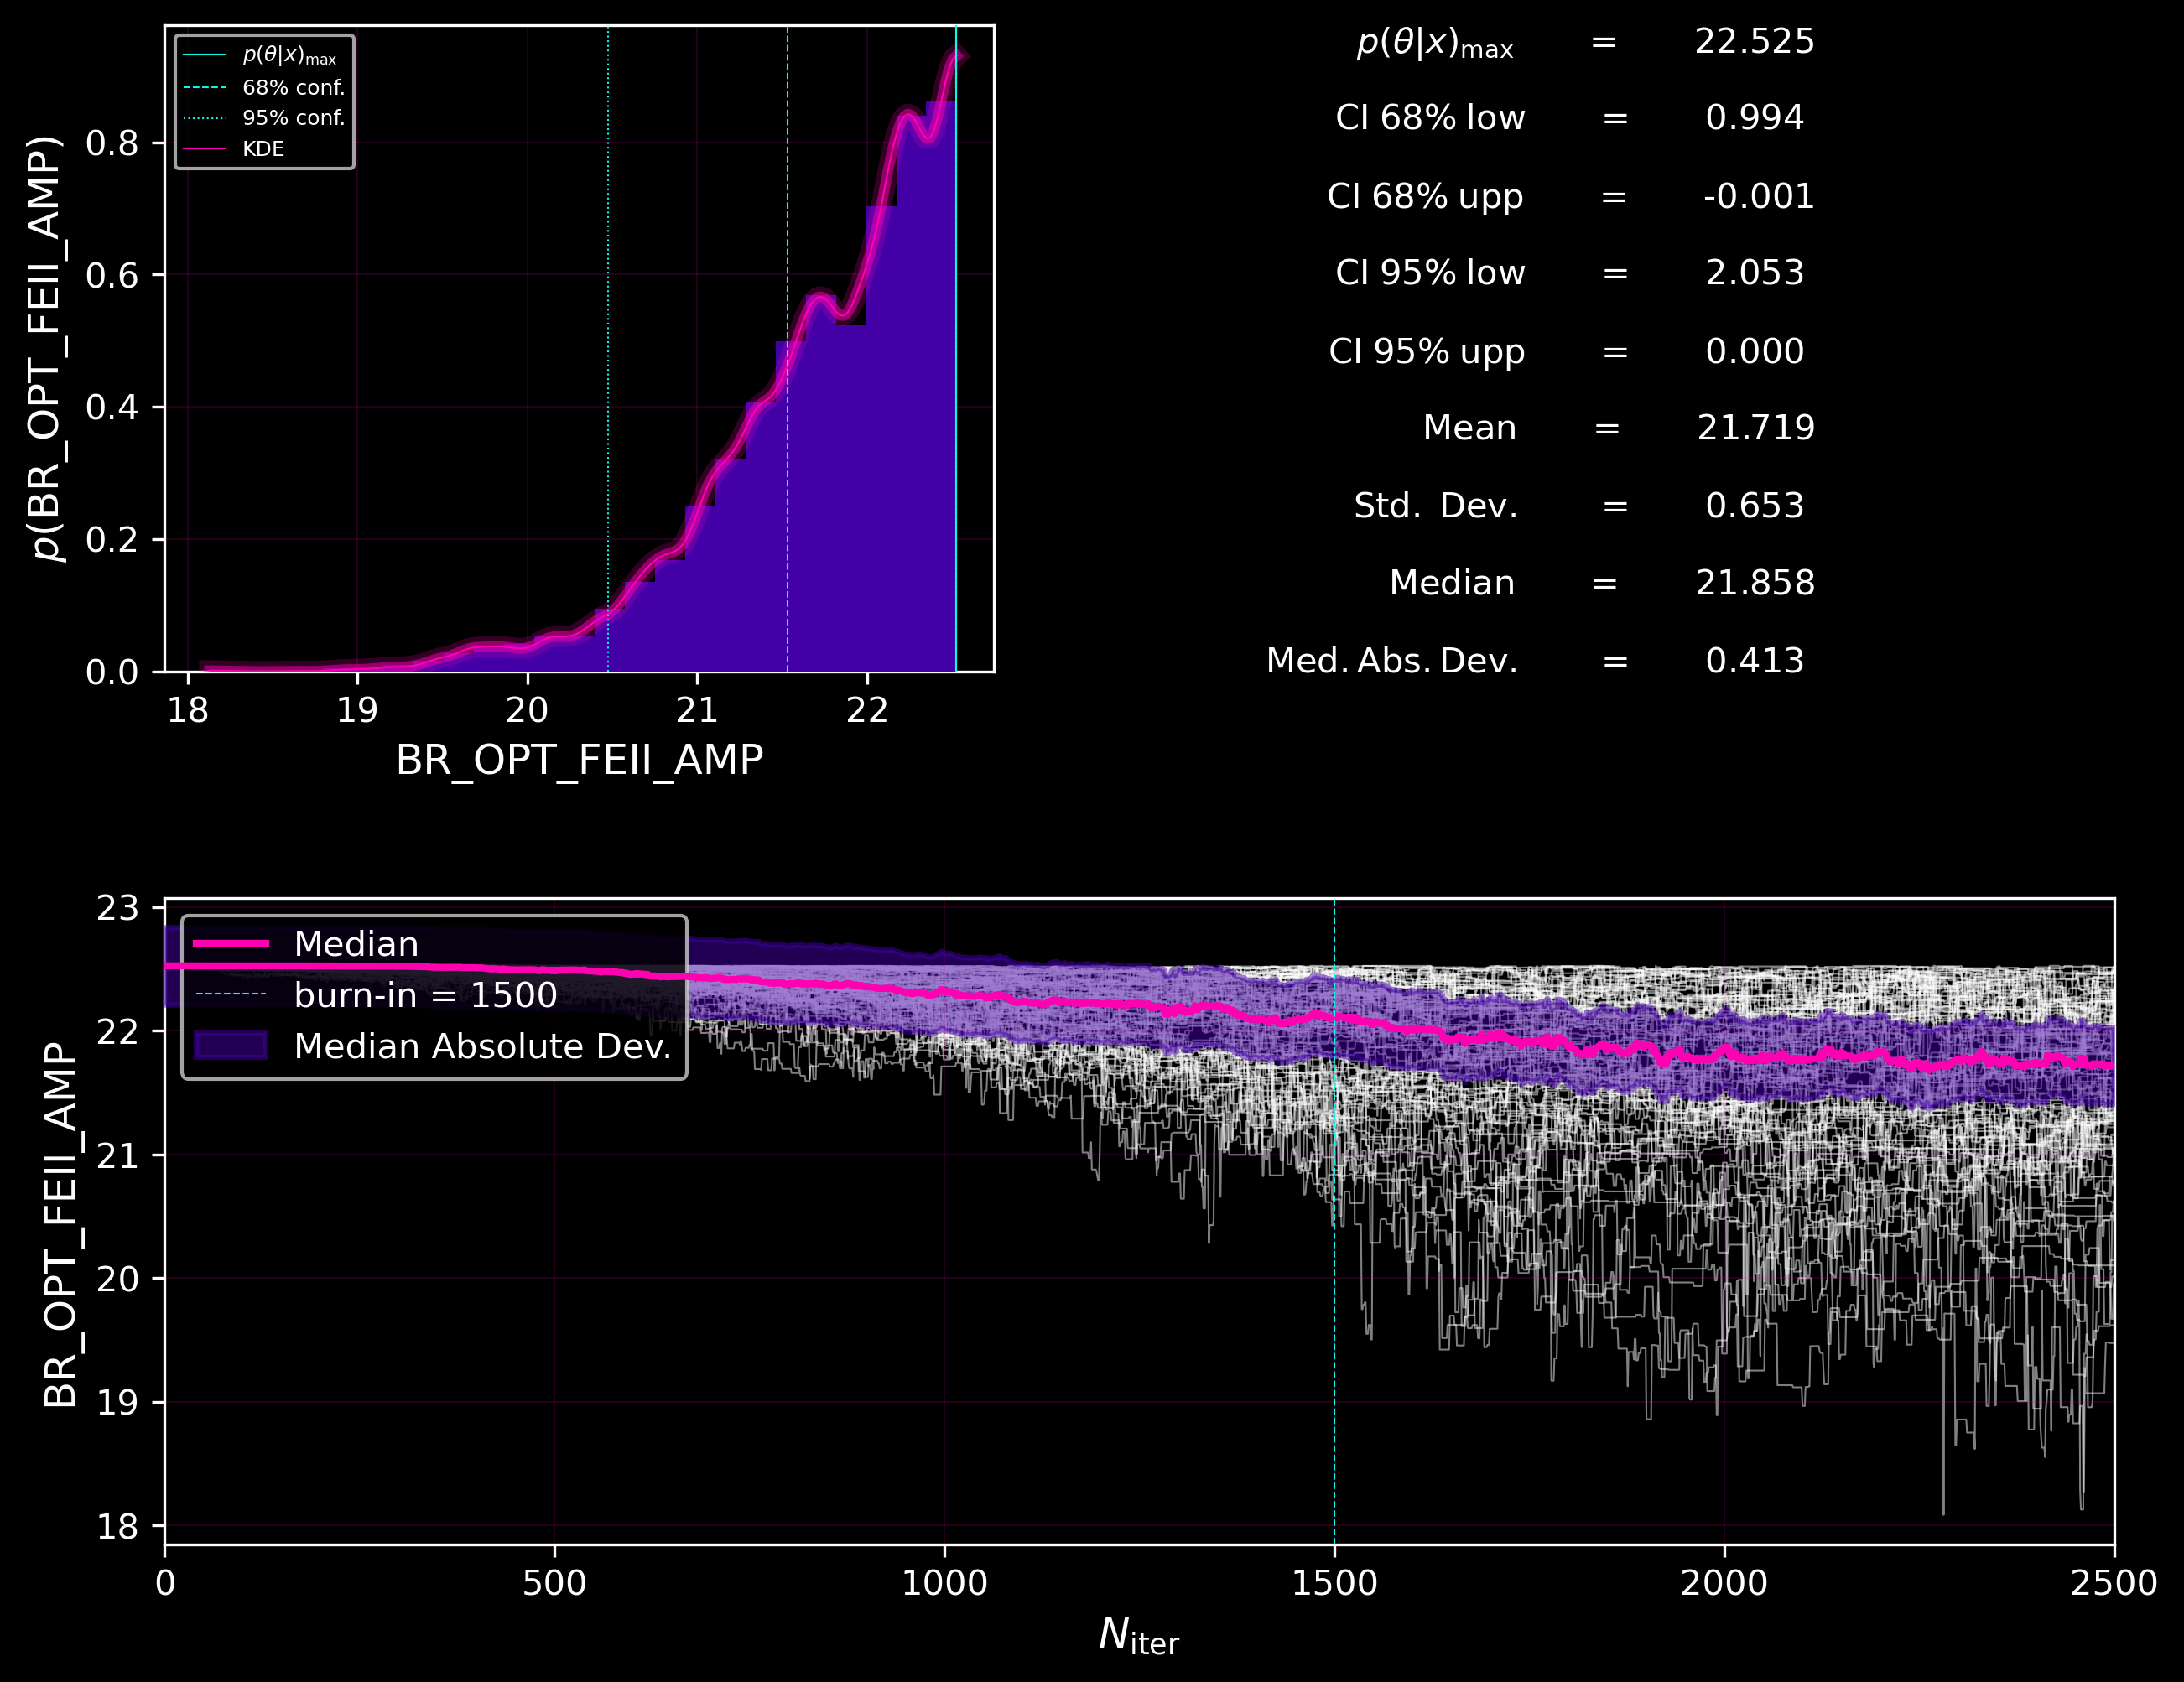 p(θ|x)max
68% conf.
95% conf.
KDE
0.8
0.6
0.4
0.2
0.0
p(BR_OPT_FEII_AMP)
18 19 20 21 22
BR_OPT_FEII_AMP
p(θ|x)max = 22.525
CI 68% low = 0.994
CI 68% upp = -0.001
CI 95% low = 2.053
CI 95% upp = 0.000
Mean = 21.719
Std. Dev. = 0.653
Median = 21.858
Med. Abs. Dev. = 0.413
23
22
21
20
19
18
BR_OPT_FEII_AMP
Median
burn-in = 1500
Median Absolute Dev.
0 500 1000 1500 2000 2500
Niter